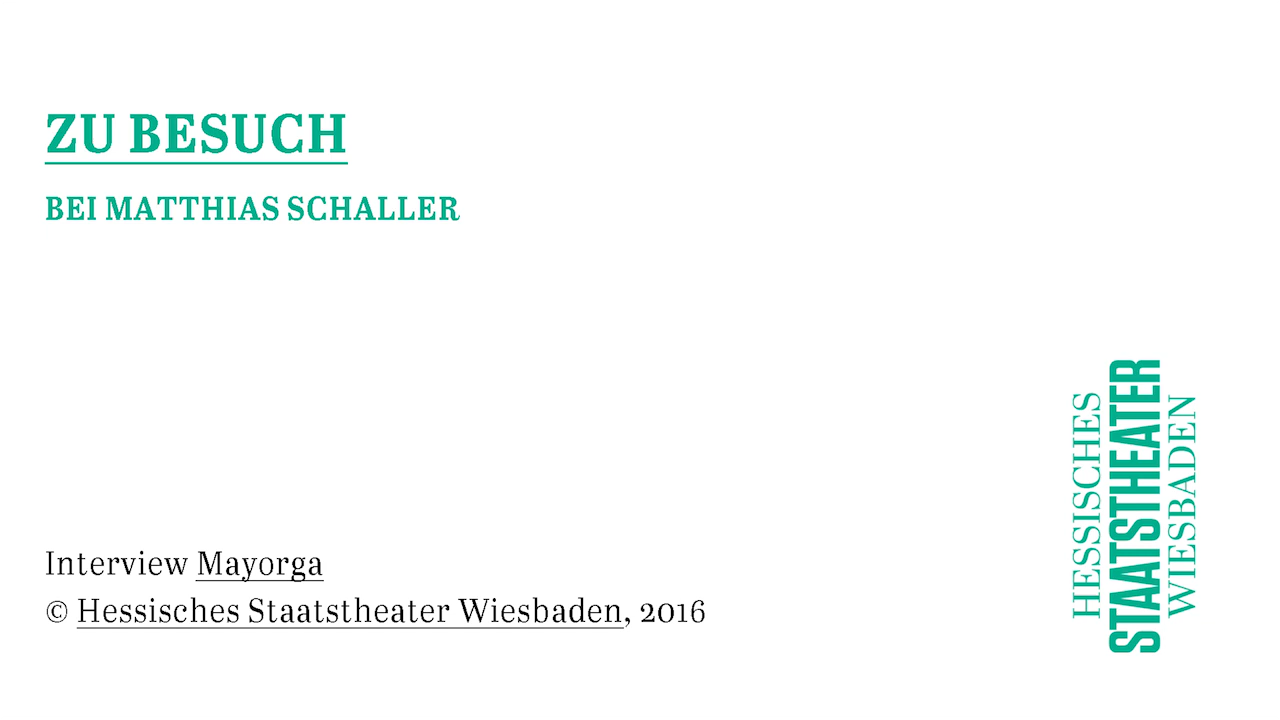 ZU BESUCH
BEI MATTHIAS SCHALLER
Interview Mayorga
© Hessisches Staatstheater Wiesbaden, 2016
HESSISCHES
STAATSTHEATER
WIESBADEN